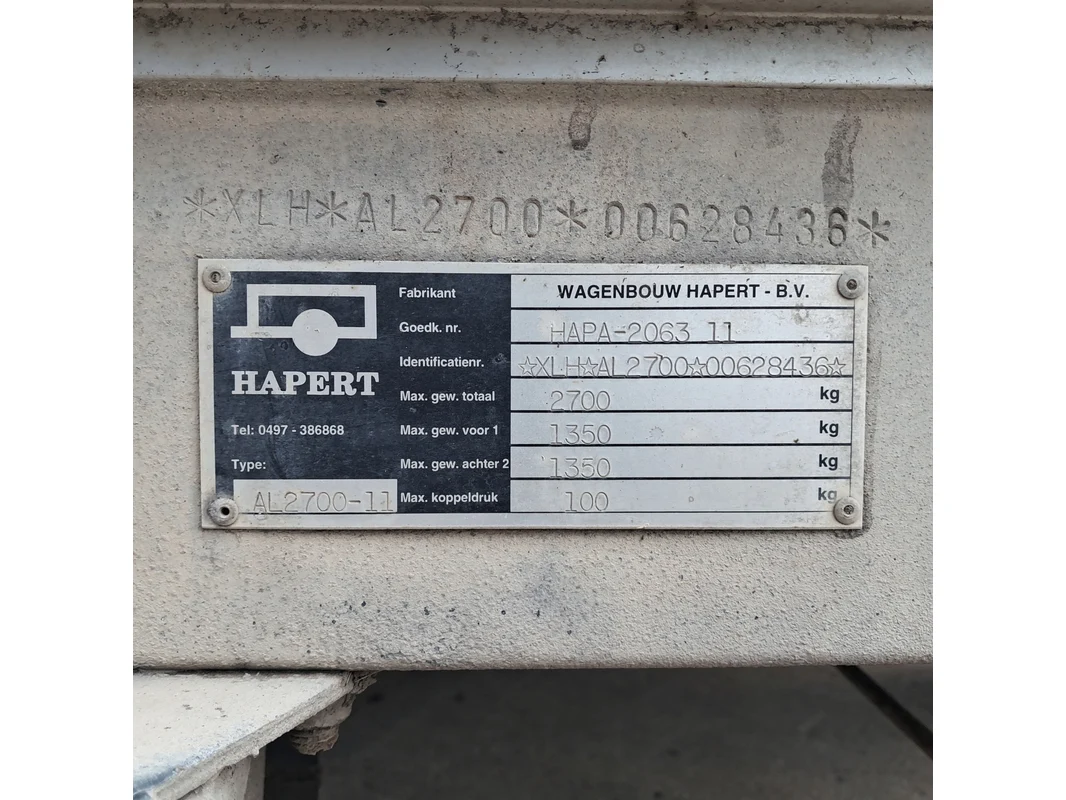 *XLH*AL2700*00628436*
Fabrikant WAGENBOUW HAPERT - B.V.
Goedk. nr. HAPA-2063 11
Identificatienr. ☆XLH☆AL2700☆00628436☆
HAPERT
Max. gew. totaal 2700 kg
Tel: 0497 - 386868
Max. gew. voor 1 1350 kg
Type:
Max. gew. achter 2 1350 kg
AL2700-11
Max. koppeldruk 100 kg